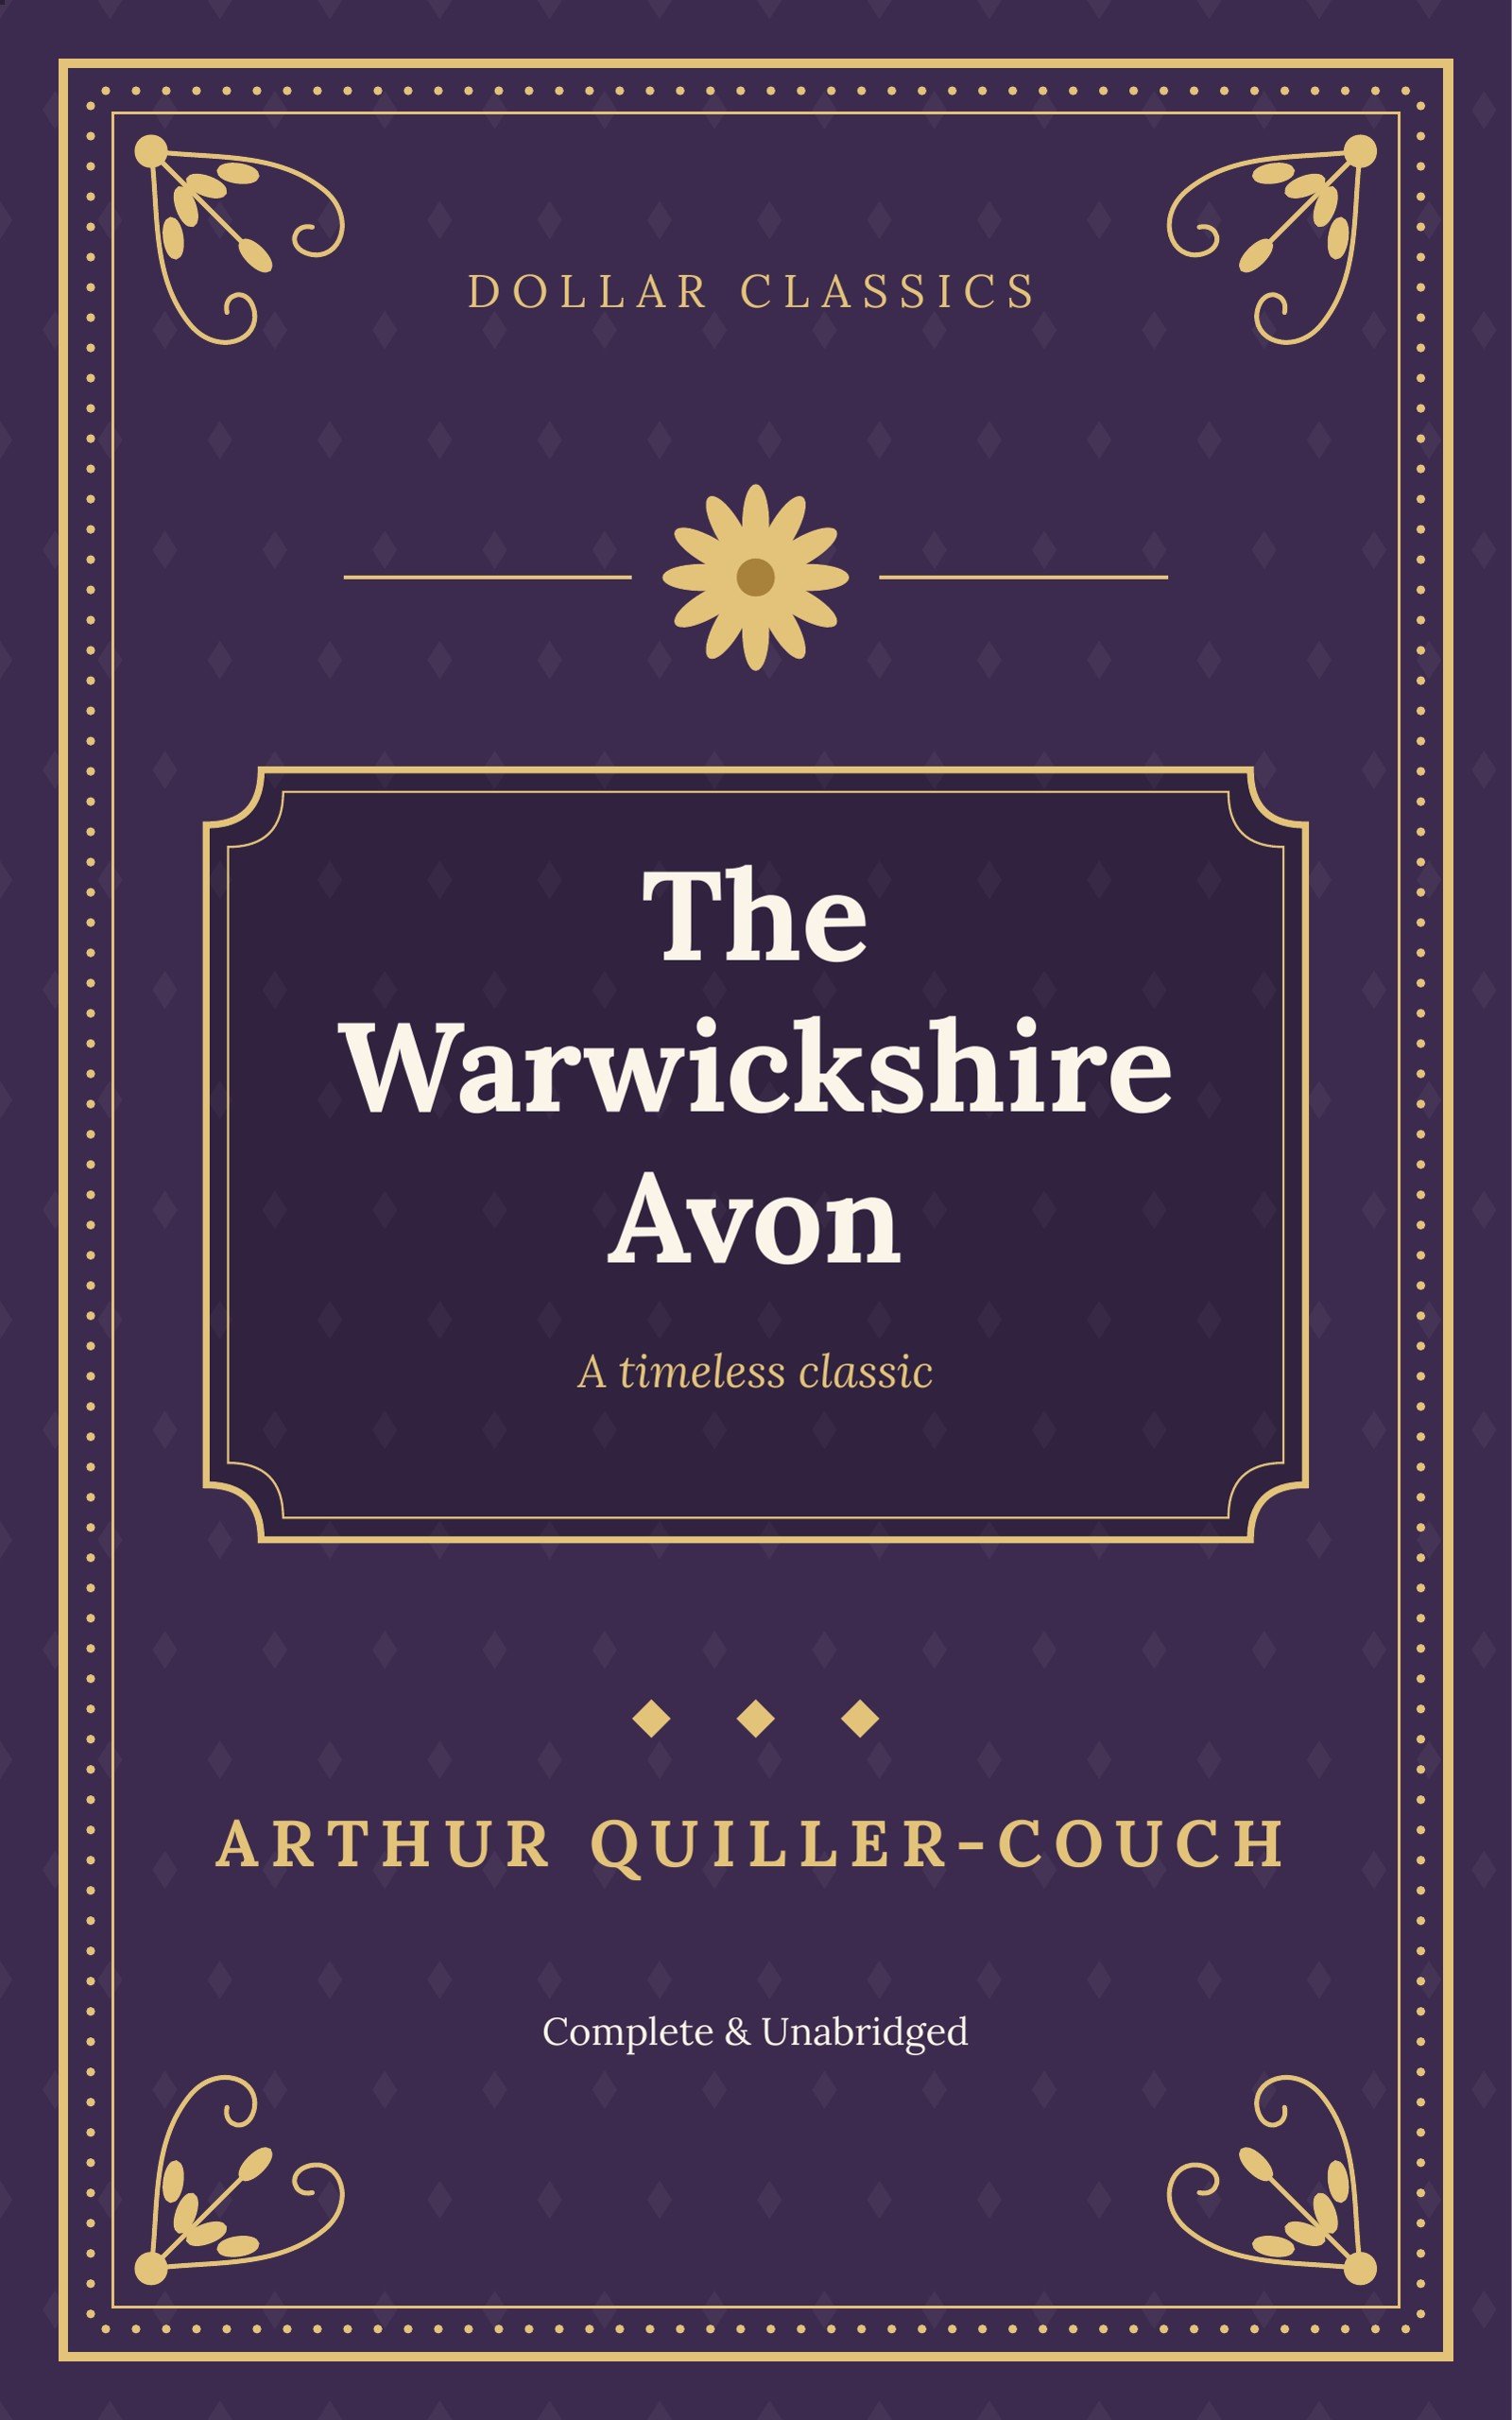 DOLLAR CLASSICS
The
Warwickshire
Avon
A timeless classic
ARTHUR QUILLER-COUCH
Complete & Unabridged